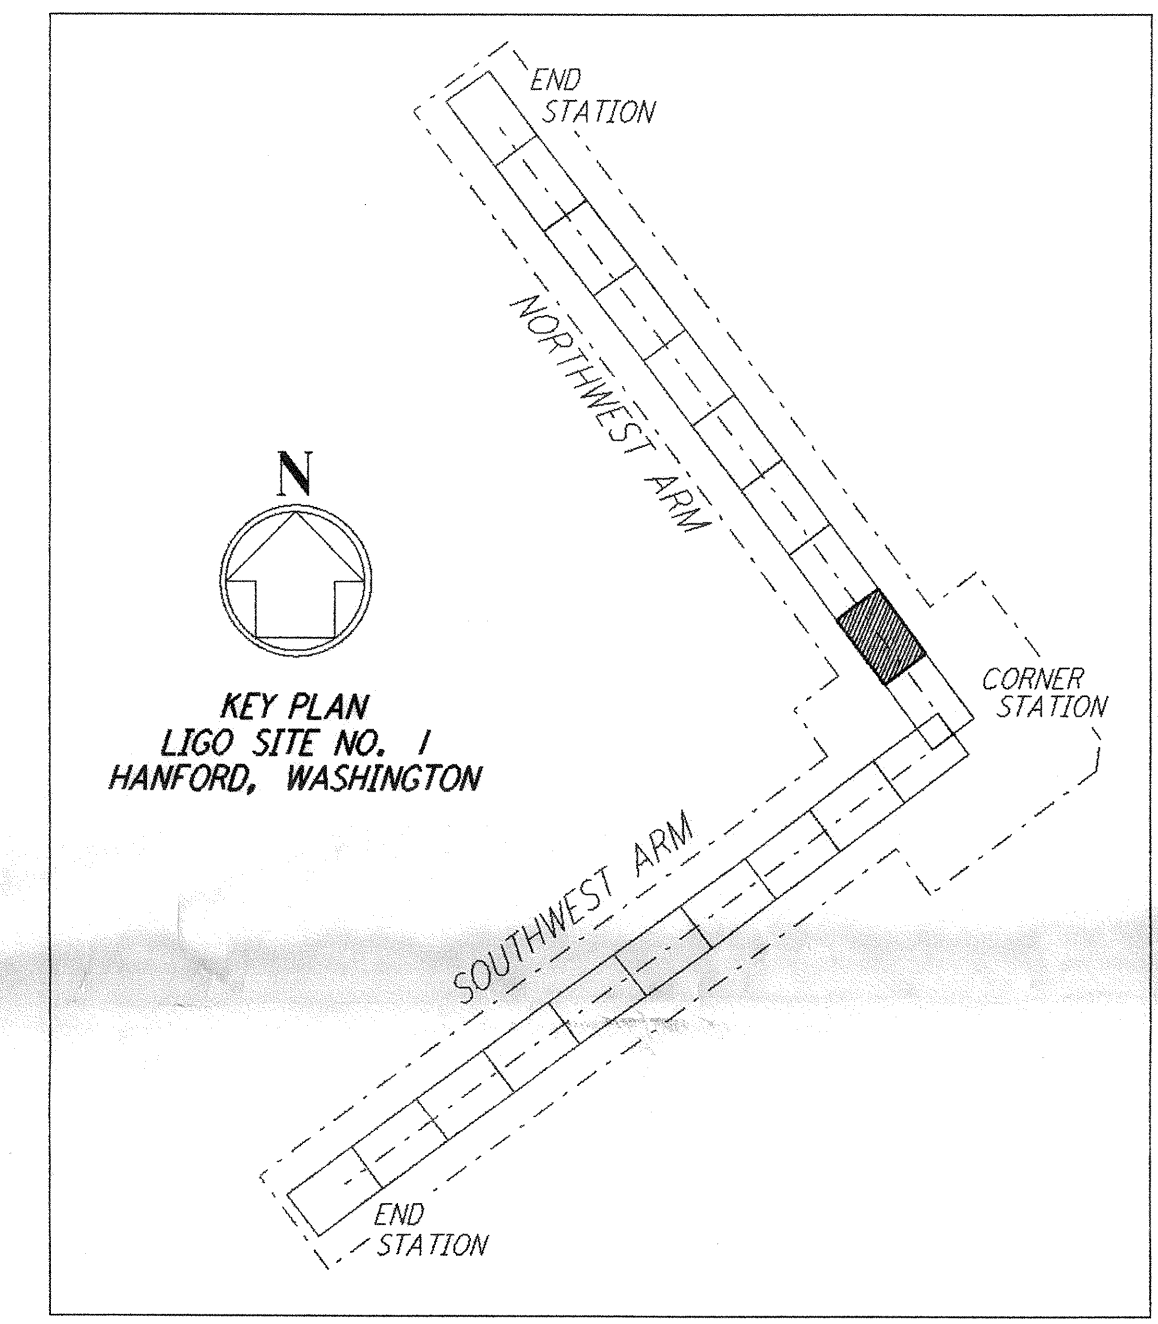 END
STATION
NORTHWEST ARM
N
CORNER
STATION
KEY PLAN
LIGO SITE NO. 1
HANFORD, WASHINGTON
SOUTHWEST ARM
END
STATION